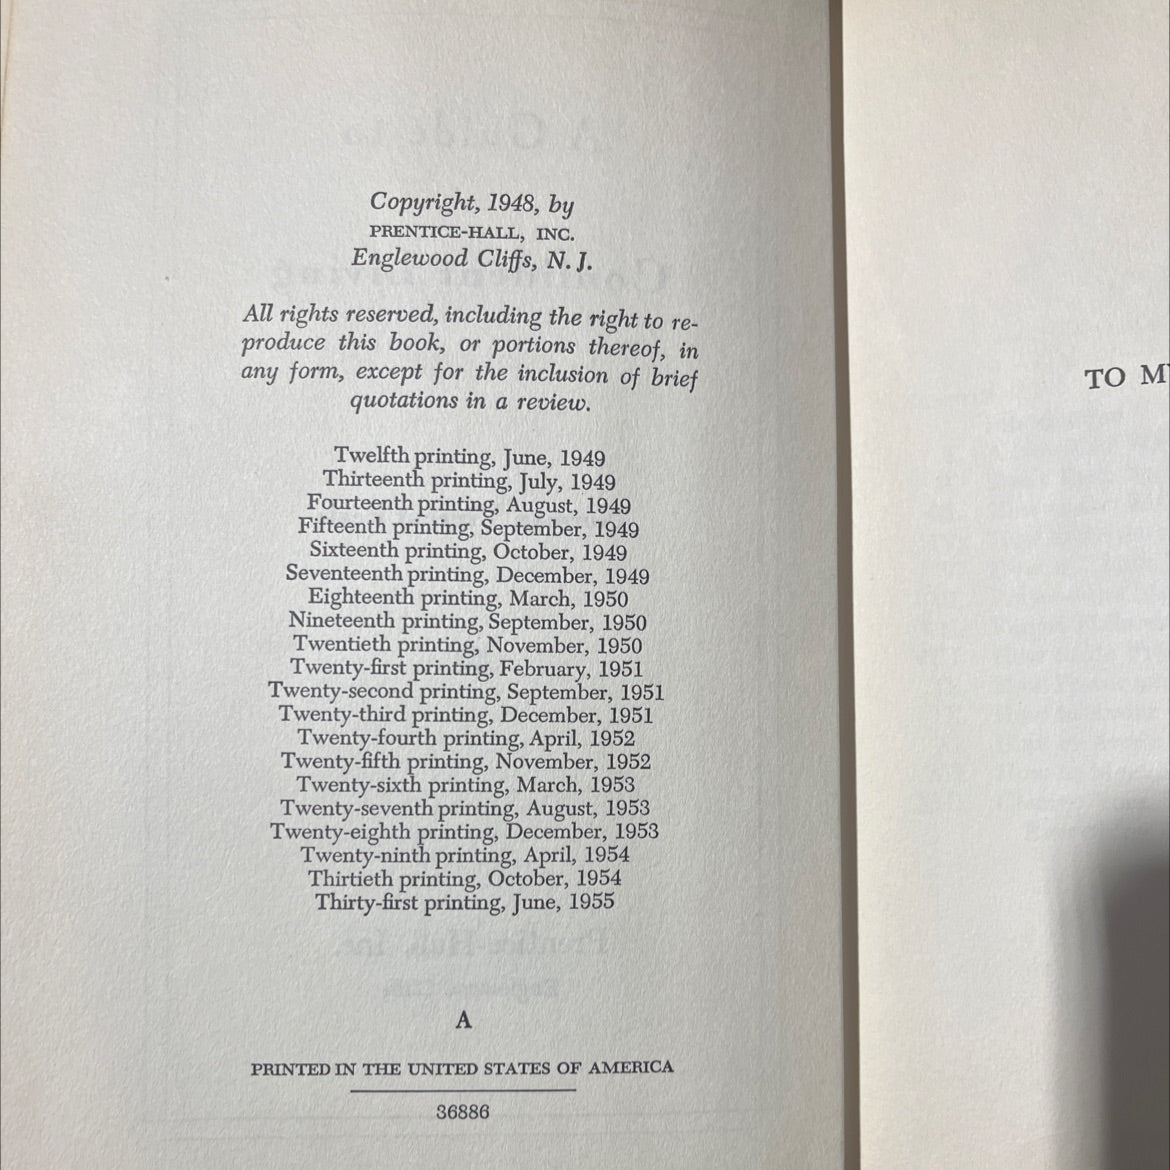 Copyright, 1948, by
PRENTICE-HALL, INC.
Englewood Cliffs, N. J.
All rights reserved, including the right to re-
produce this book, or portions thereof, in
any form, except for the inclusion of brief
quotations in a review.
Twelfth printing, June, 1949
Thirteenth printing, July, 1949
Fourteenth printing, August, 1949
Fifteenth printing, September, 1949
Sixteenth printing, October, 1949
Seventeenth printing, December, 1949
Eighteenth printing, March, 1950
Nineteenth printing, September, 1950
Twentieth printing, November, 1950
Twenty-first printing, February, 1951
Twenty-second printing, September, 1951
Twenty-third printing, December, 1951
Twenty-fourth printing, April, 1952
Twenty-fifth printing, November, 1952
Twenty-sixth printing, March, 1953
Twenty-seventh printing, August, 1953
Twenty-eighth printing, December, 1953
Twenty-ninth printing, April, 1954
Thirtieth printing, October, 1954
Thirty-first printing, June, 1955
A
PRINTED IN THE UNITED STATES OF AMERICA
36886
TO